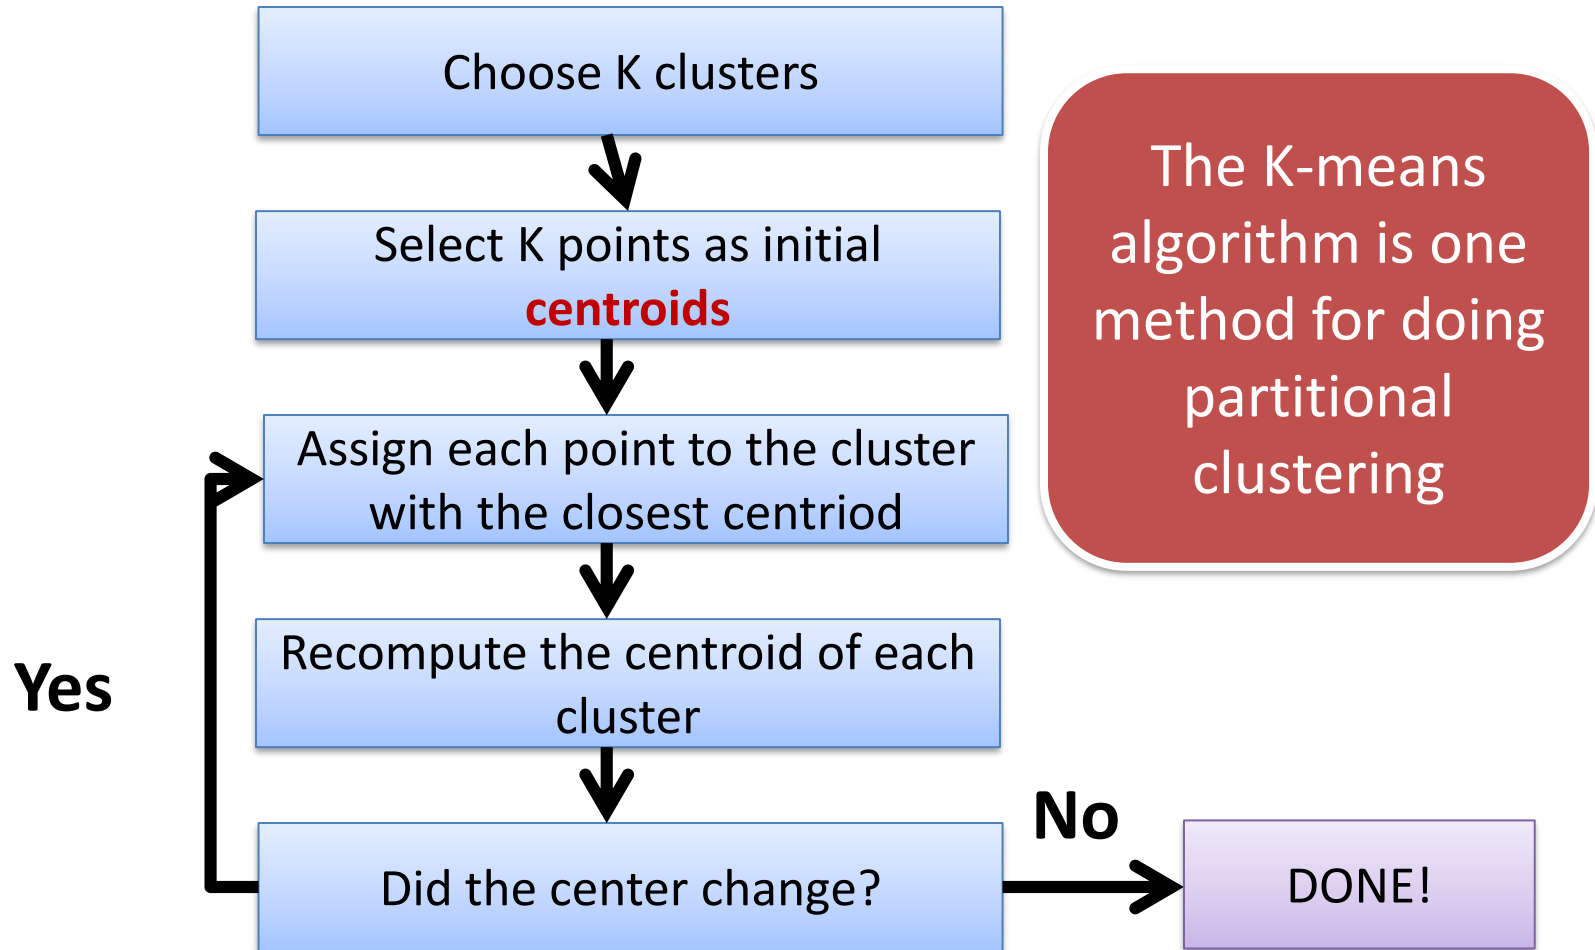 Choose K clusters
Select K points as initial
centroids
Assign each point to the cluster
with the closest centriod
Recompute the centroid of each
cluster
Did the center change?
Yes
No
DONE!
The K-means
algorithm is one
method for doing
partitional
clustering